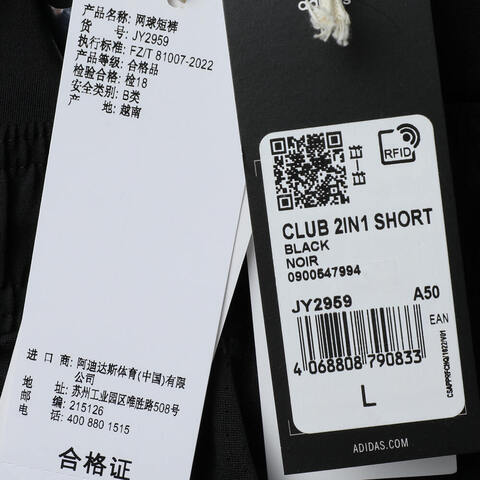 产品名称: 网球短裤
货 号: JY2959
执行标准: FZ/T 81007-2022
产品等级: 合格品
检验合格: 检18
安全类别: B类
产 地: 越南
进 口 商: 阿迪达斯体育(中国)有限公司
地 址: 苏州工业园区唯胜路508号
邮 编: 215126
电 话: 400 880 1515
合格证
RFID
CLUB 2IN1 SHORT
BLACK
NOIR
0900547994
JY2959 A50
EAN
4 068808 790833
L
ADIDAS.COM